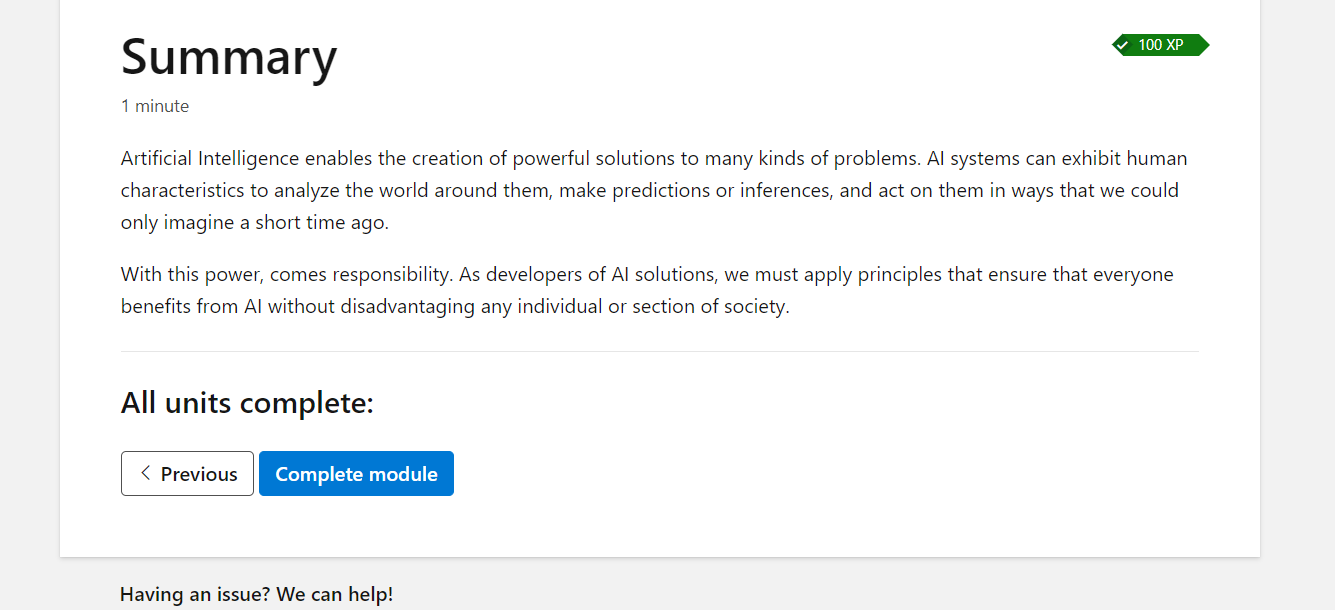 Summary
100 XP
1 minute
Artificial Intelligence enables the creation of powerful solutions to many kinds of problems. AI systems can exhibit human
characteristics to analyze the world around them, make predictions or inferences, and act on them in ways that we could
only imagine a short time ago.
With this power, comes responsibility. As developers of AI solutions, we must apply principles that ensure that everyone
benefits from AI without disadvantaging any individual or section of society.
All units complete:
Previous
Complete module
Having an issue? We can help!